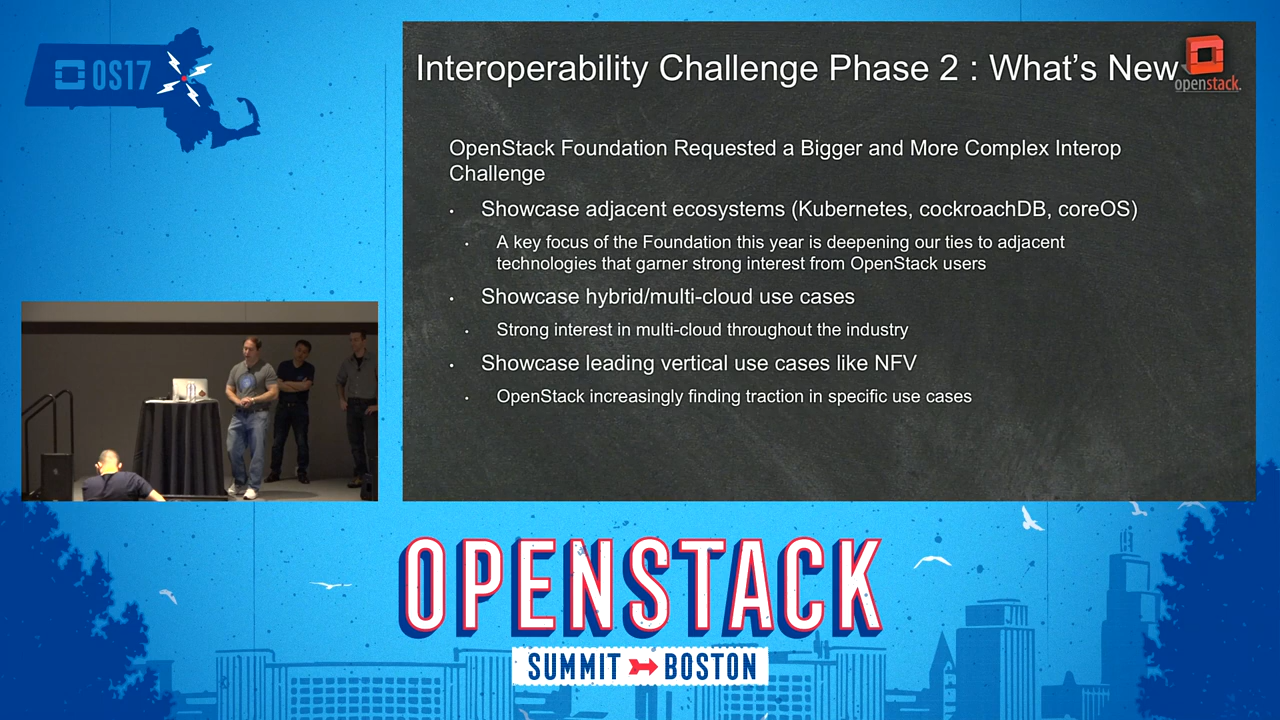 OS17
Interoperability Challenge Phase 2 : What's New
openstack.
OpenStack Foundation Requested a Bigger and More Complex Interop
Challenge
• Showcase adjacent ecosystems (Kubernetes, cockroachDB, coreOS)
• A key focus of the Foundation this year is deepening our ties to adjacent
technologies that garner strong interest from OpenStack users
• Showcase hybrid/multi-cloud use cases
• Strong interest in multi-cloud throughout the industry
• Showcase leading vertical use cases like NFV
• OpenStack increasingly finding traction in specific use cases
OPENSTACK
SUMMIT BOSTON